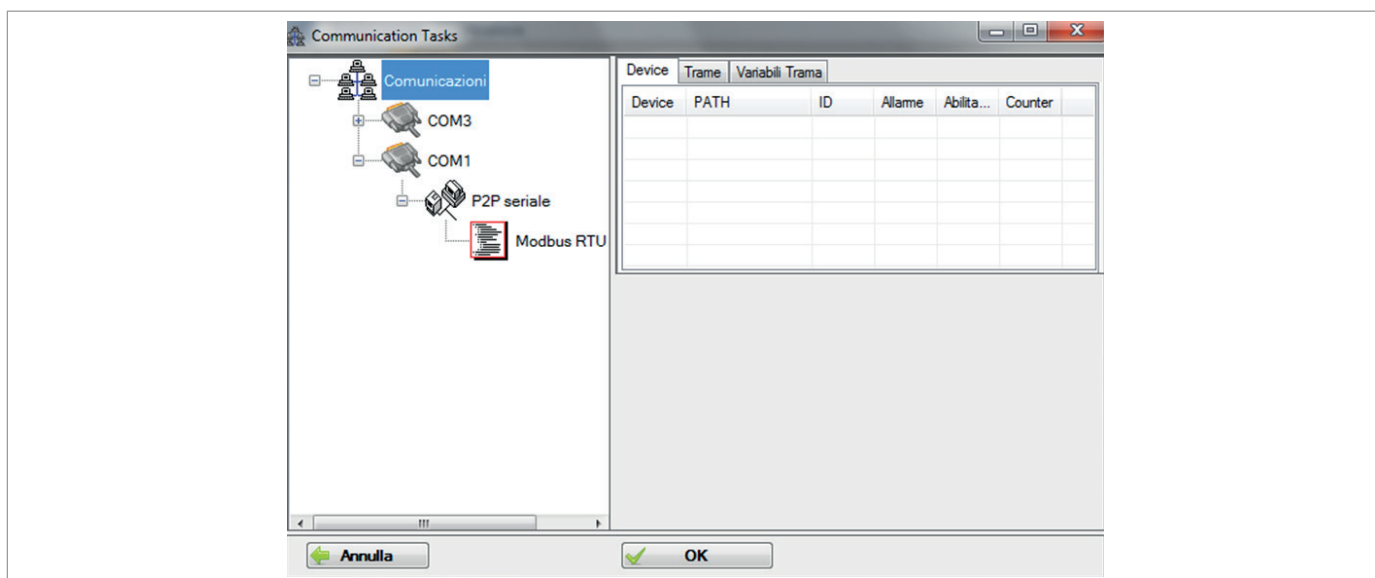 Communication Tasks
Comunicazioni
COM3
COM1
P2P seriale
Modbus RTU
Device Trame Variabili Trama
Device PATH ID Allarme Abilita... Counter
Annulla OK